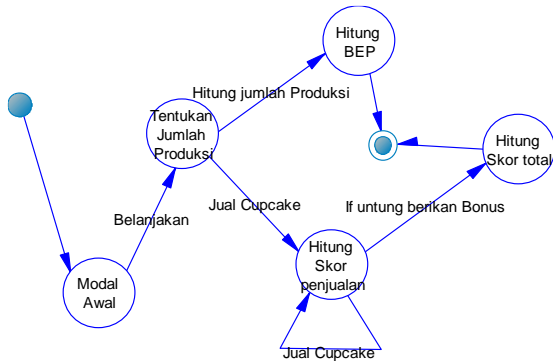 Hitung
BEP
Hitung jumlah Produksi
Tentukan
Jumlah
Produksi
Hitung
Skor total
Belanjakan
Jual Cupcake
If untung berikan Bonus
Hitung
Skor
penjualan
Modal
Awal
Jual Cupcake